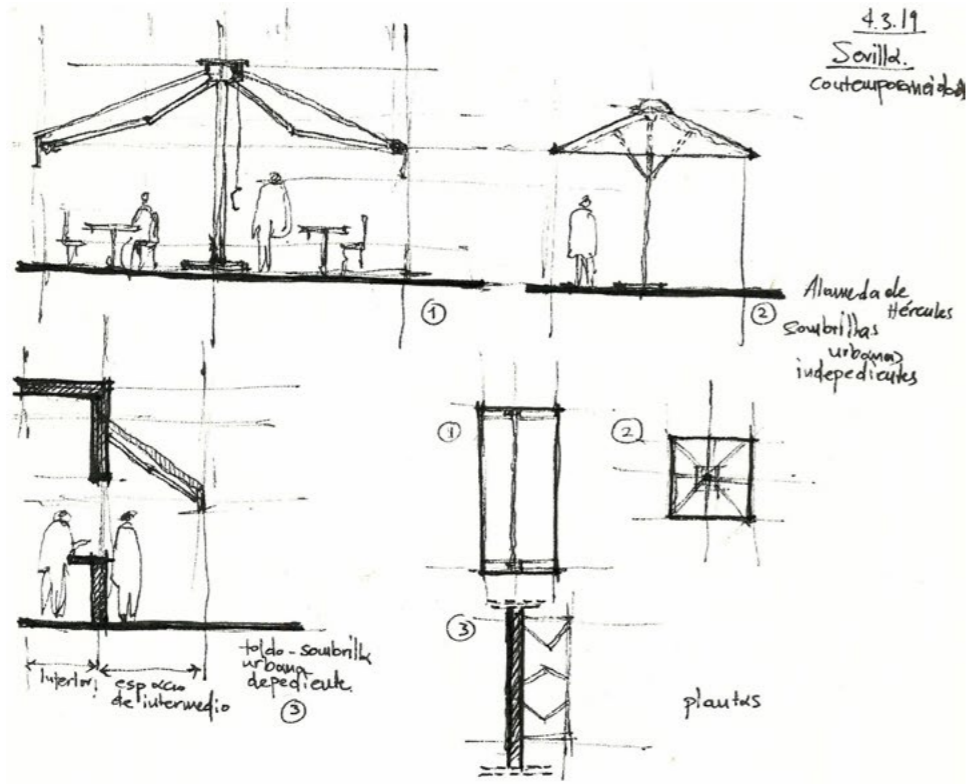 4.3.19
Sevilla.
contemporaneidad
1
2
Alameda de
Hércules
sombrillas
urbanas
indepedientes
1
2
3
toldo-sombrilla
urbana
depediente.
3
Interior
espacio
de intermedio
plantas